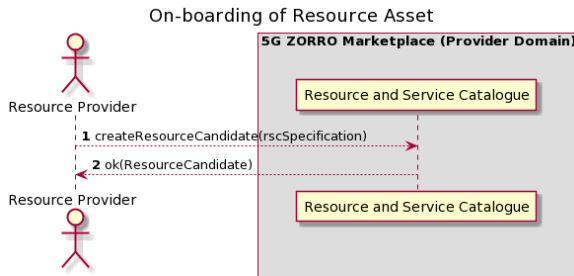 On-boarding of Resource Asset
5G ZORRO Marketplace (Provider Domain)
Resource Provider
Resource and Service Catalogue
1 createResourceCandidate(rscSpecification)
2 ok(ResourceCandidate)
Resource Provider
Resource and Service Catalogue